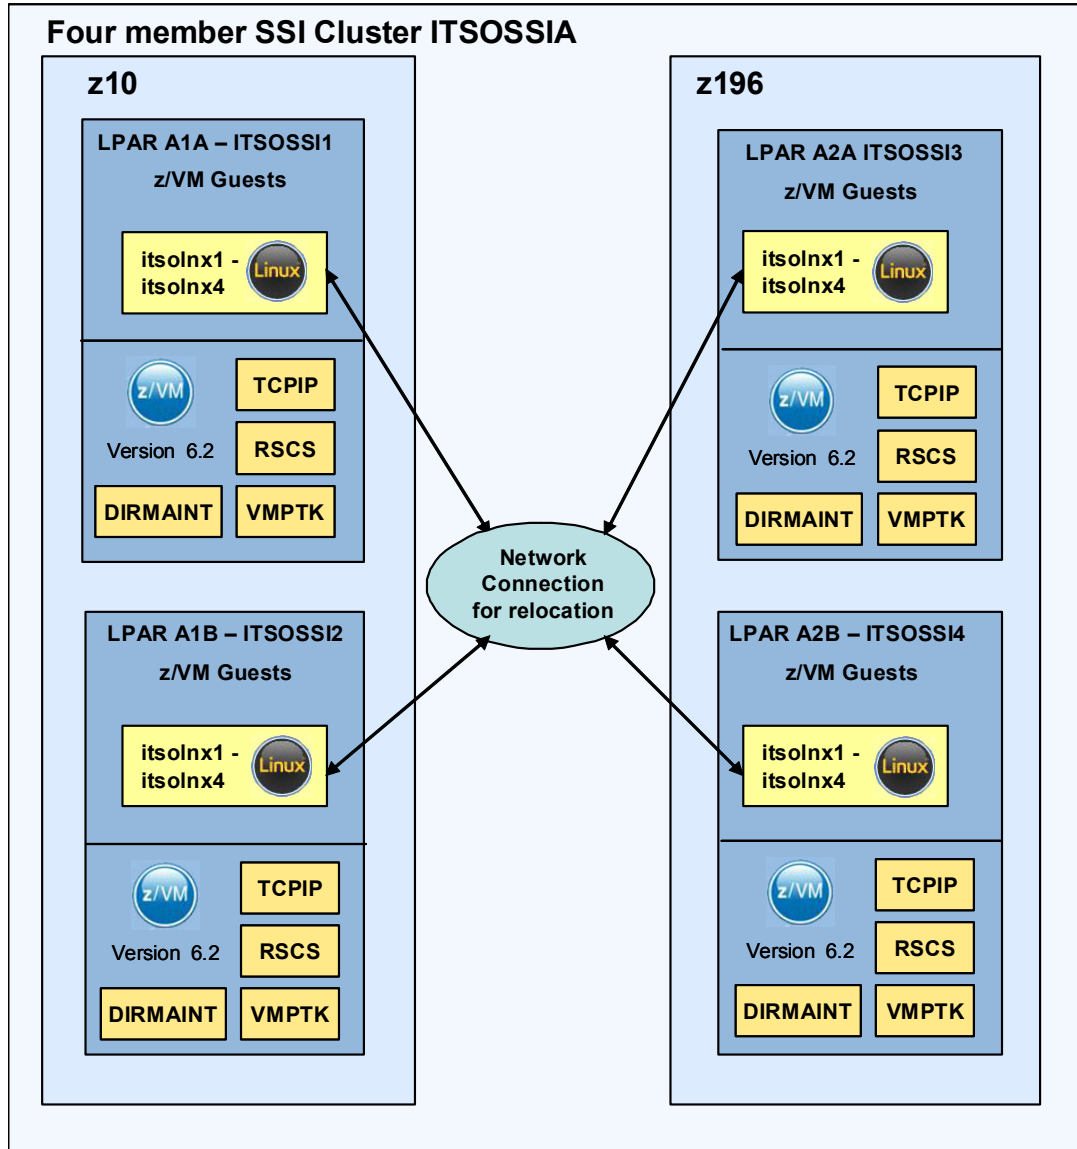 Four member SSI Cluster ITSOSSIA
z10
LPAR A1A – ITSOSSI1
z/VM Guests
itsolnx1 -
itsolnx4
Linux
z/VM
Version 6.2
TCPIP
RSCS
DIRMAINT
VMPTK
LPAR A1B – ITSOSSI2
z/VM Guests
itsolnx1 -
itsolnx4
Linux
z/VM
Version 6.2
TCPIP
RSCS
DIRMAINT
VMPTK
Network
Connection
for relocation
z196
LPAR A2A ITSOSSI3
z/VM Guests
itsolnx1 -
itsolnx4
Linux
z/VM
Version 6.2
TCPIP
RSCS
DIRMAINT
VMPTK
LPAR A2B – ITSOSSI4
z/VM Guests
itsolnx1 -
itsolnx4
Linux
z/VM
Version 6.2
TCPIP
RSCS
DIRMAINT
VMPTK